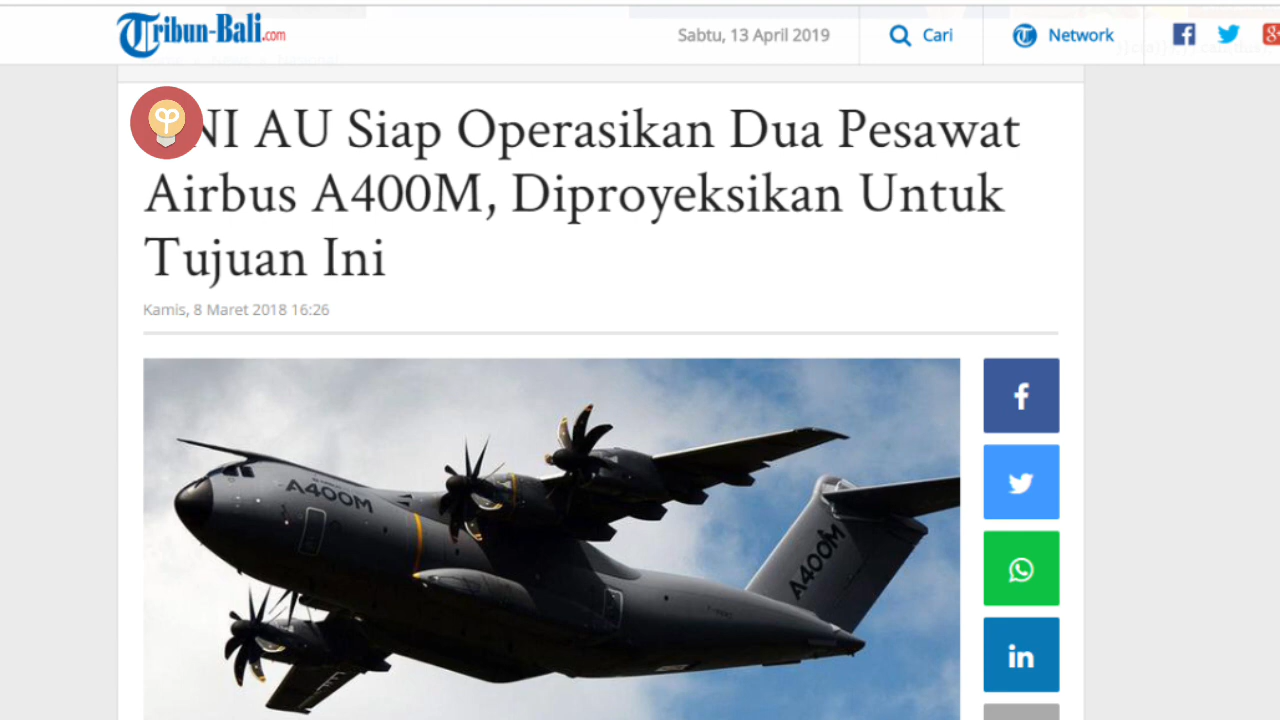 Tribun-Bali.com
Sabtu, 13 April 2019
Cari
Network
NI AU Siap Operasikan Dua Pesawat
Airbus A400M, Diproyeksikan Untuk
Tujuan Ini
Kamis, 8 Maret 2018 16:26
A400M
A400M